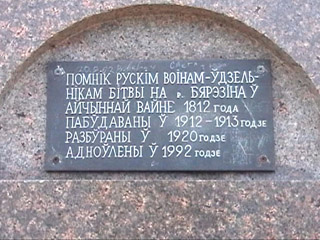 ПОМНІК РУСКІМ ВОІНАМ-ЎДЗЕЛЬ-
НІКАМ БІТВЫ НА р. БЯРЭЗІНА Ў
АЙЧЫННАЙ ВАЙНЕ 1812 ГОДА
ПАБУДАВАНЫ Ў 1912-1913 ГОДЗЕ
РАЗБУРАНЫ Ў 1920 ГОДЗЕ
АДНОЎЛЕНЫ Ў 1992 ГОДЗЕ